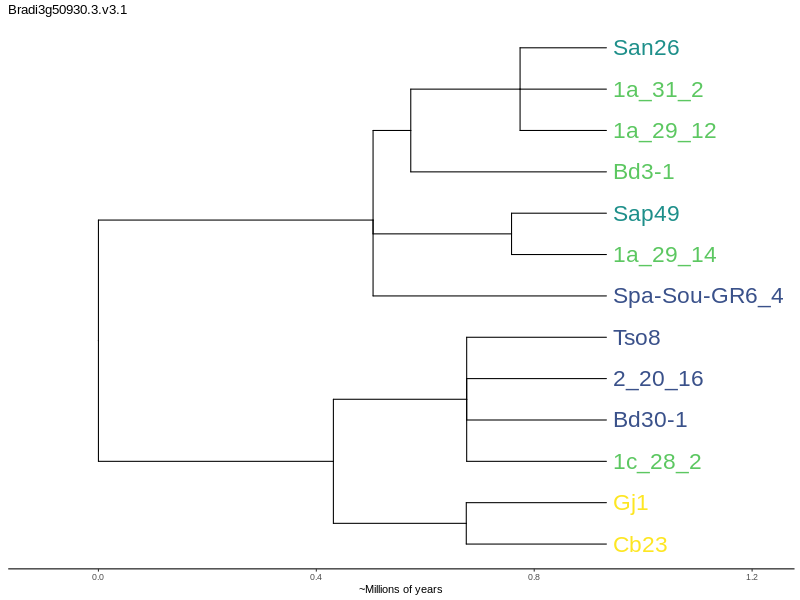 Bradi3g50930.3.v3.1
San26
1a_31_2
1a_29_12
Bd3-1
Sap49
1a_29_14
Spa-Sou-GR6_4
Tso8
2_20_16
Bd30-1
1c_28_2
Gj1
Cb23
0.0 0.4 0.8 1.2
~Millions of years